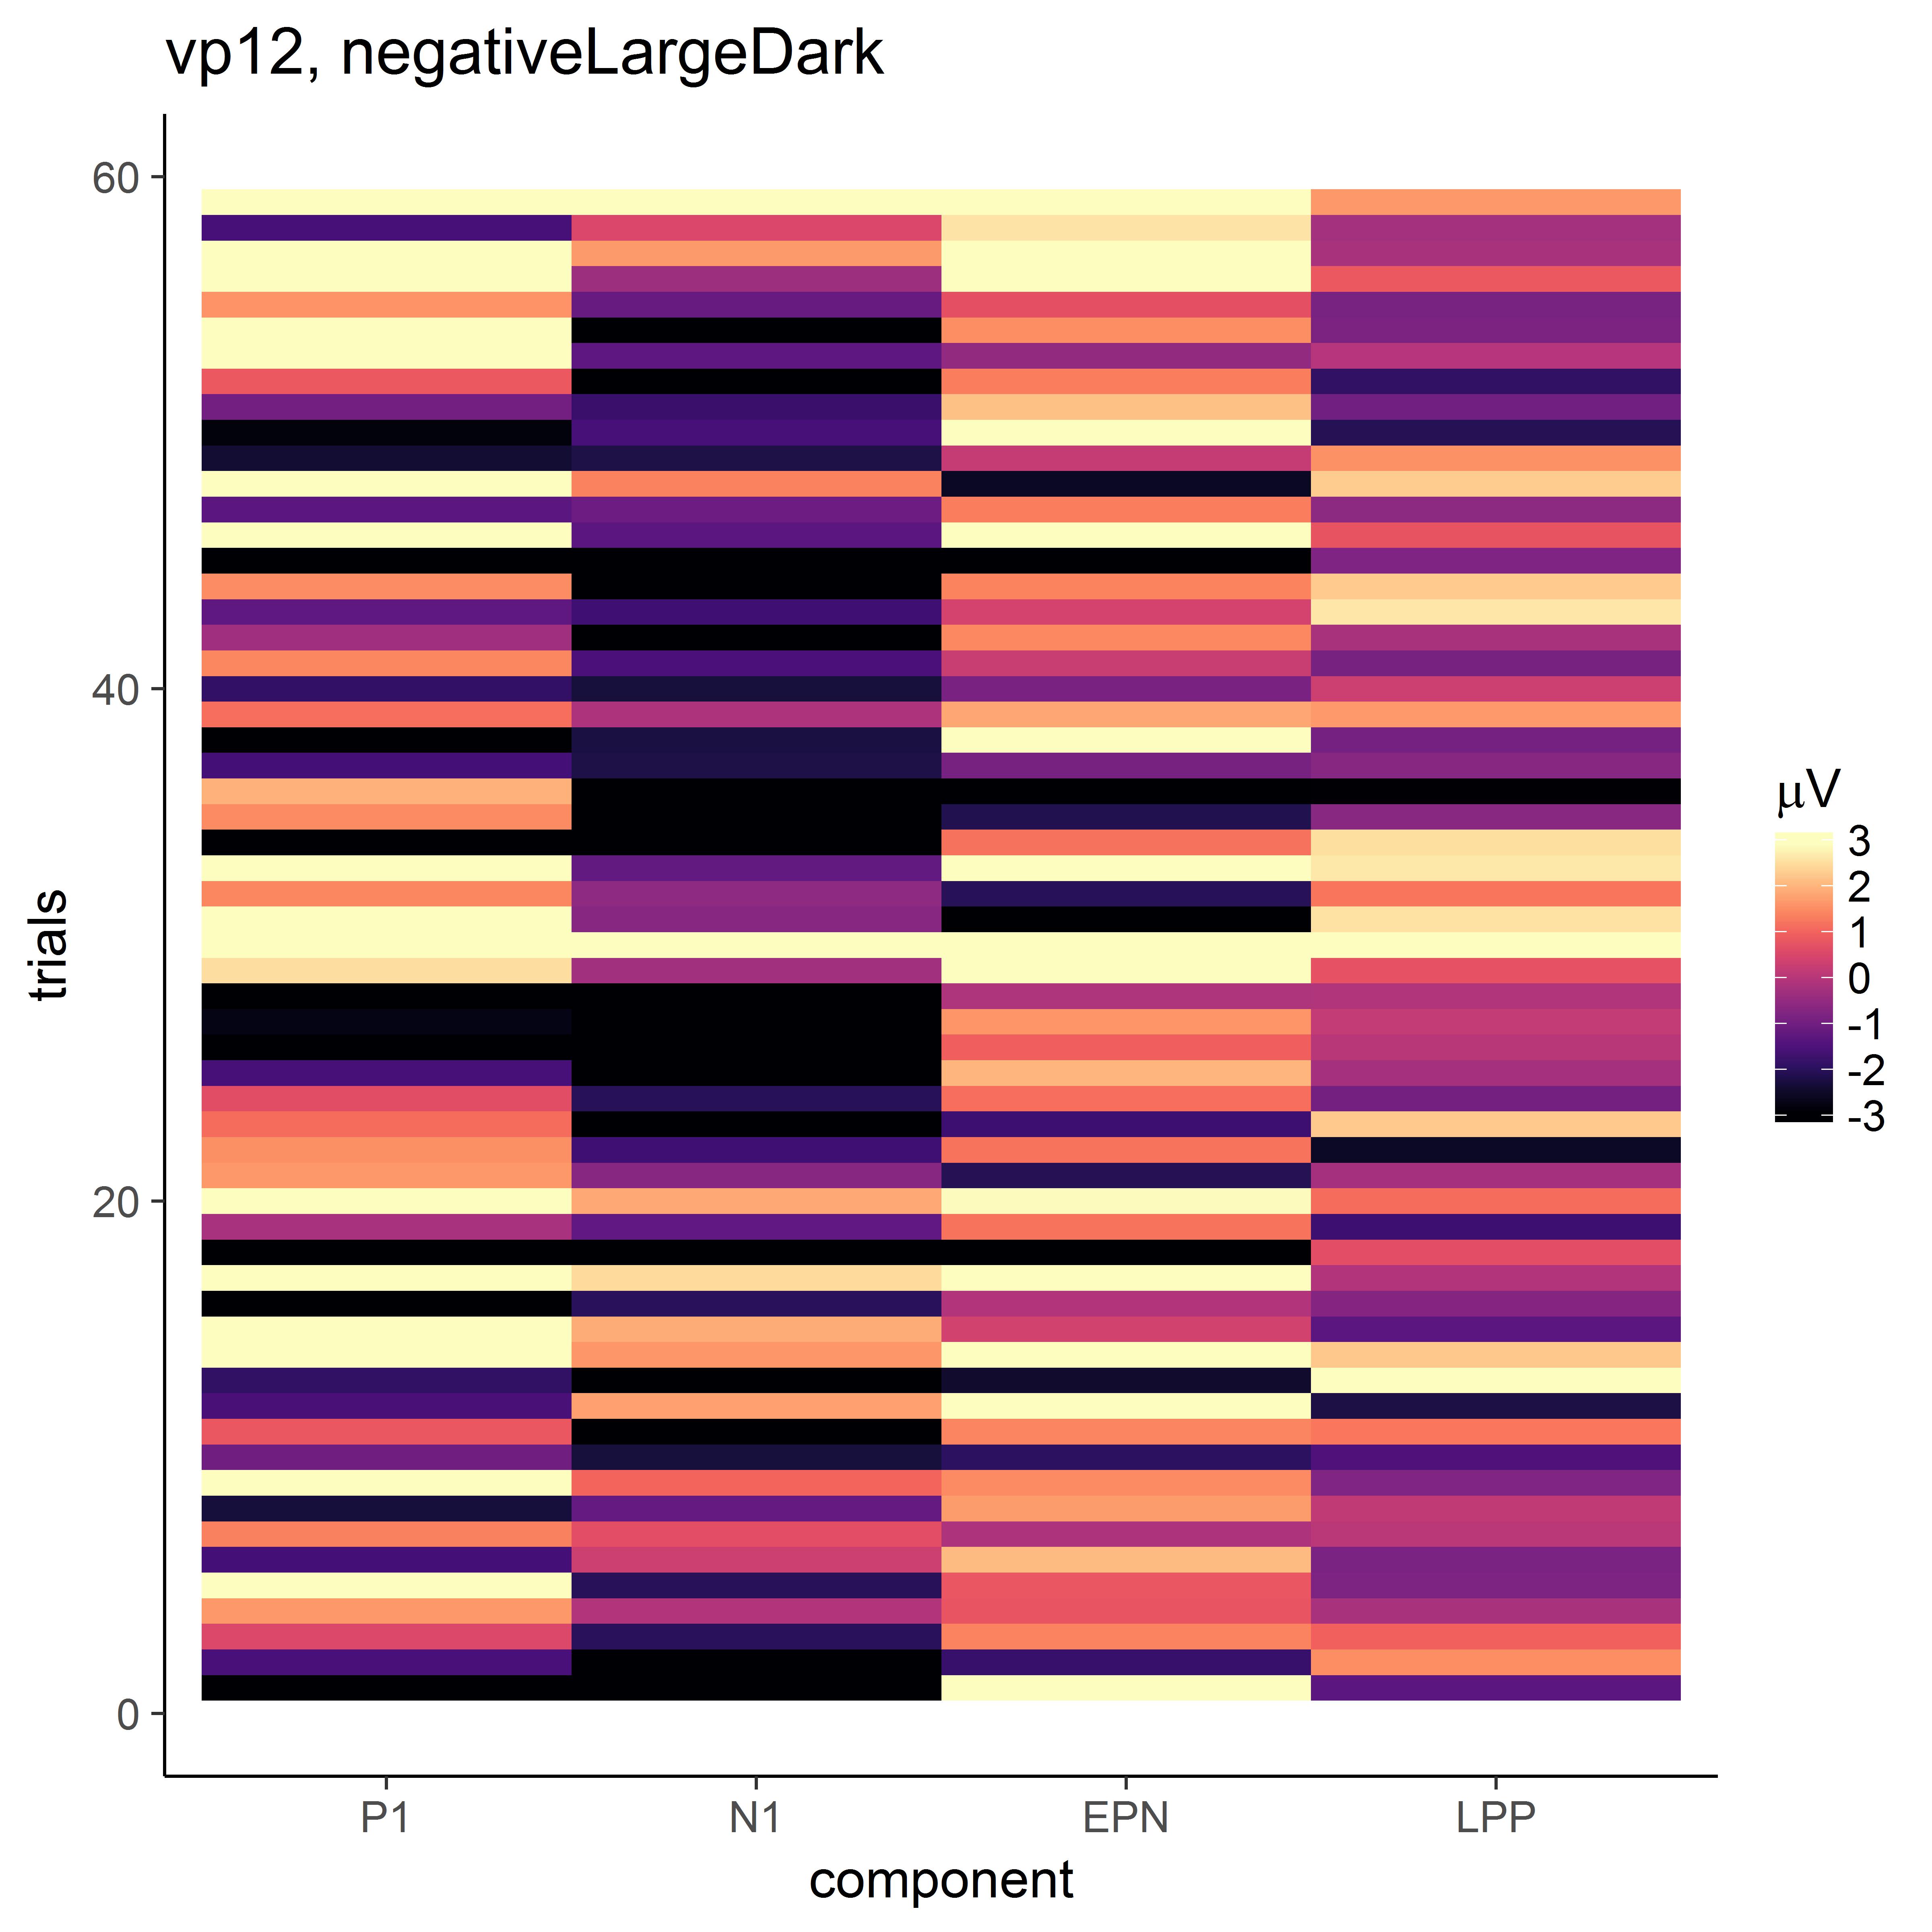 vp12, negativeLargeDark
60
40
20
0
trials
P1 N1 EPN LPP
component
μV
3
2
1
0
-1
-2
-3